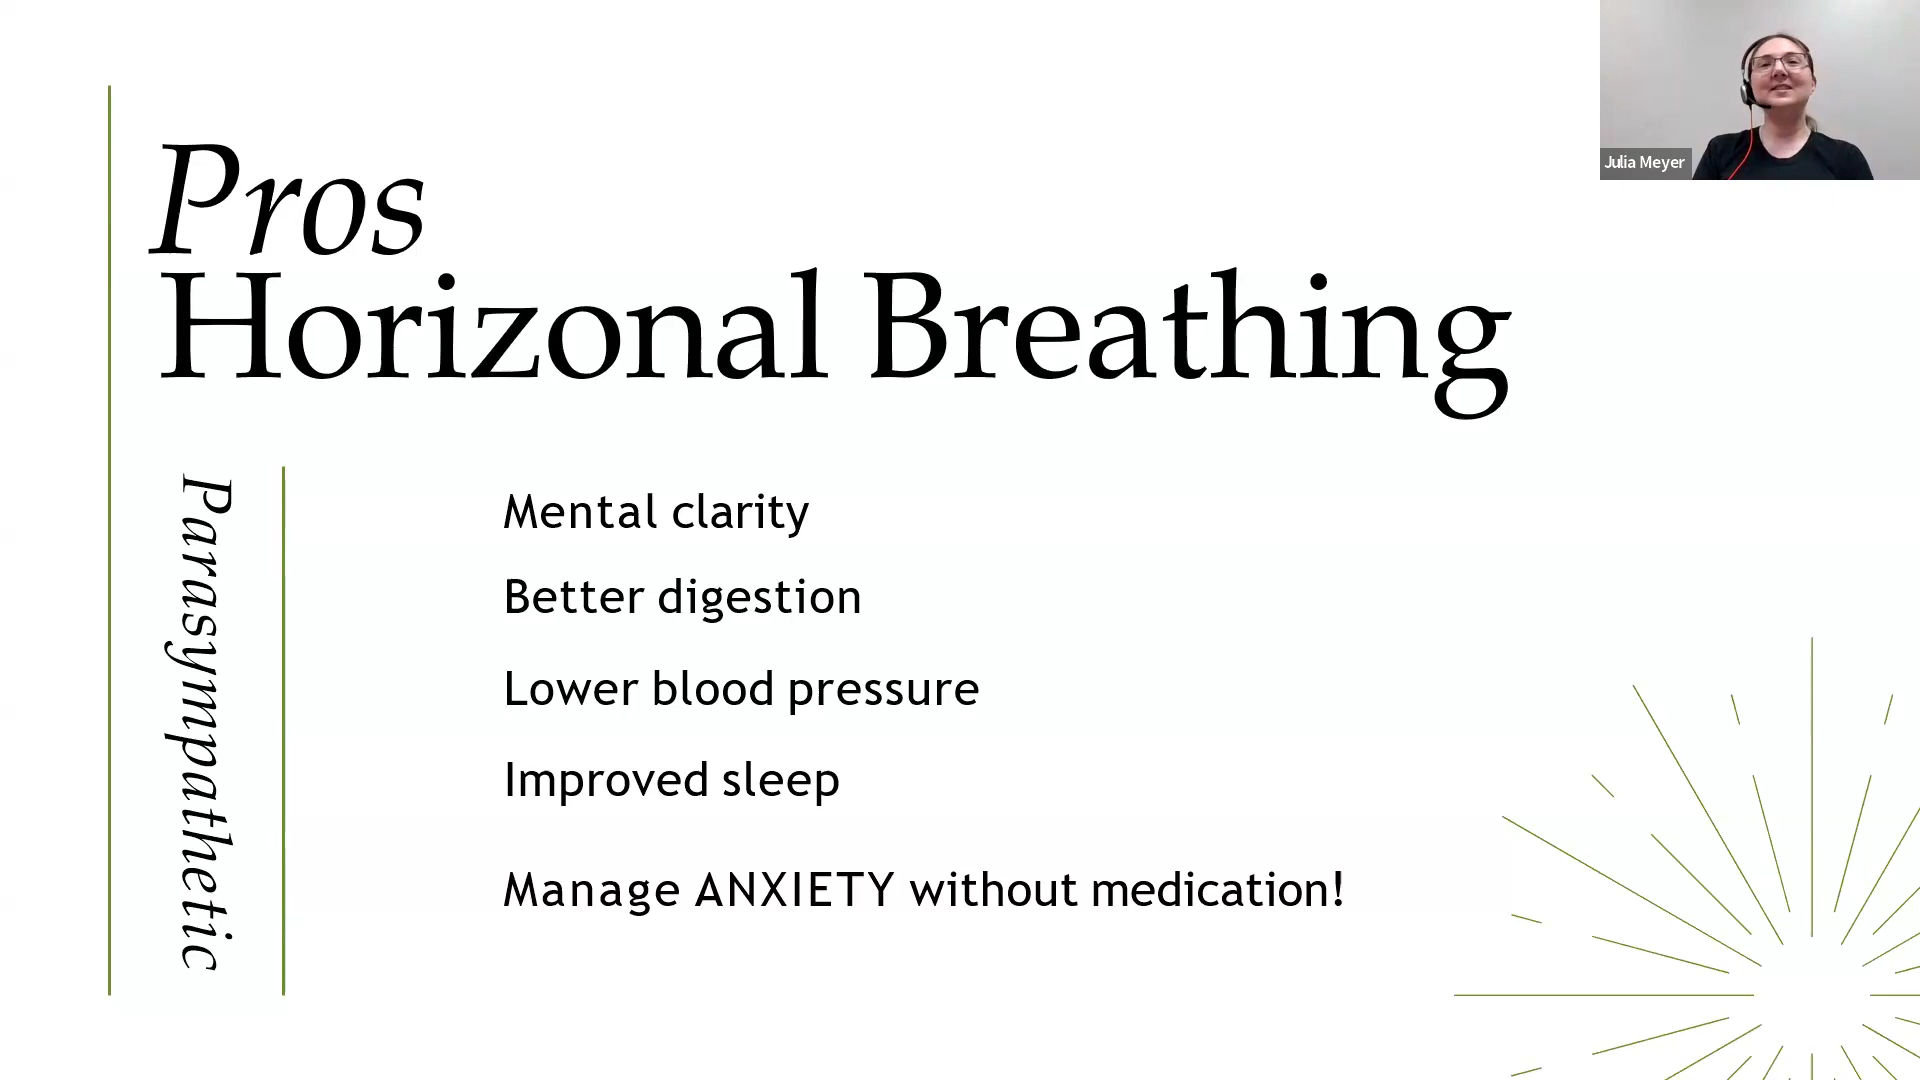 Julia Meyer
Pros
Horizonal Breathing
Parasympathetic
Mental clarity
Better digestion
Lower blood pressure
Improved sleep
Manage ANXIETY without medication!